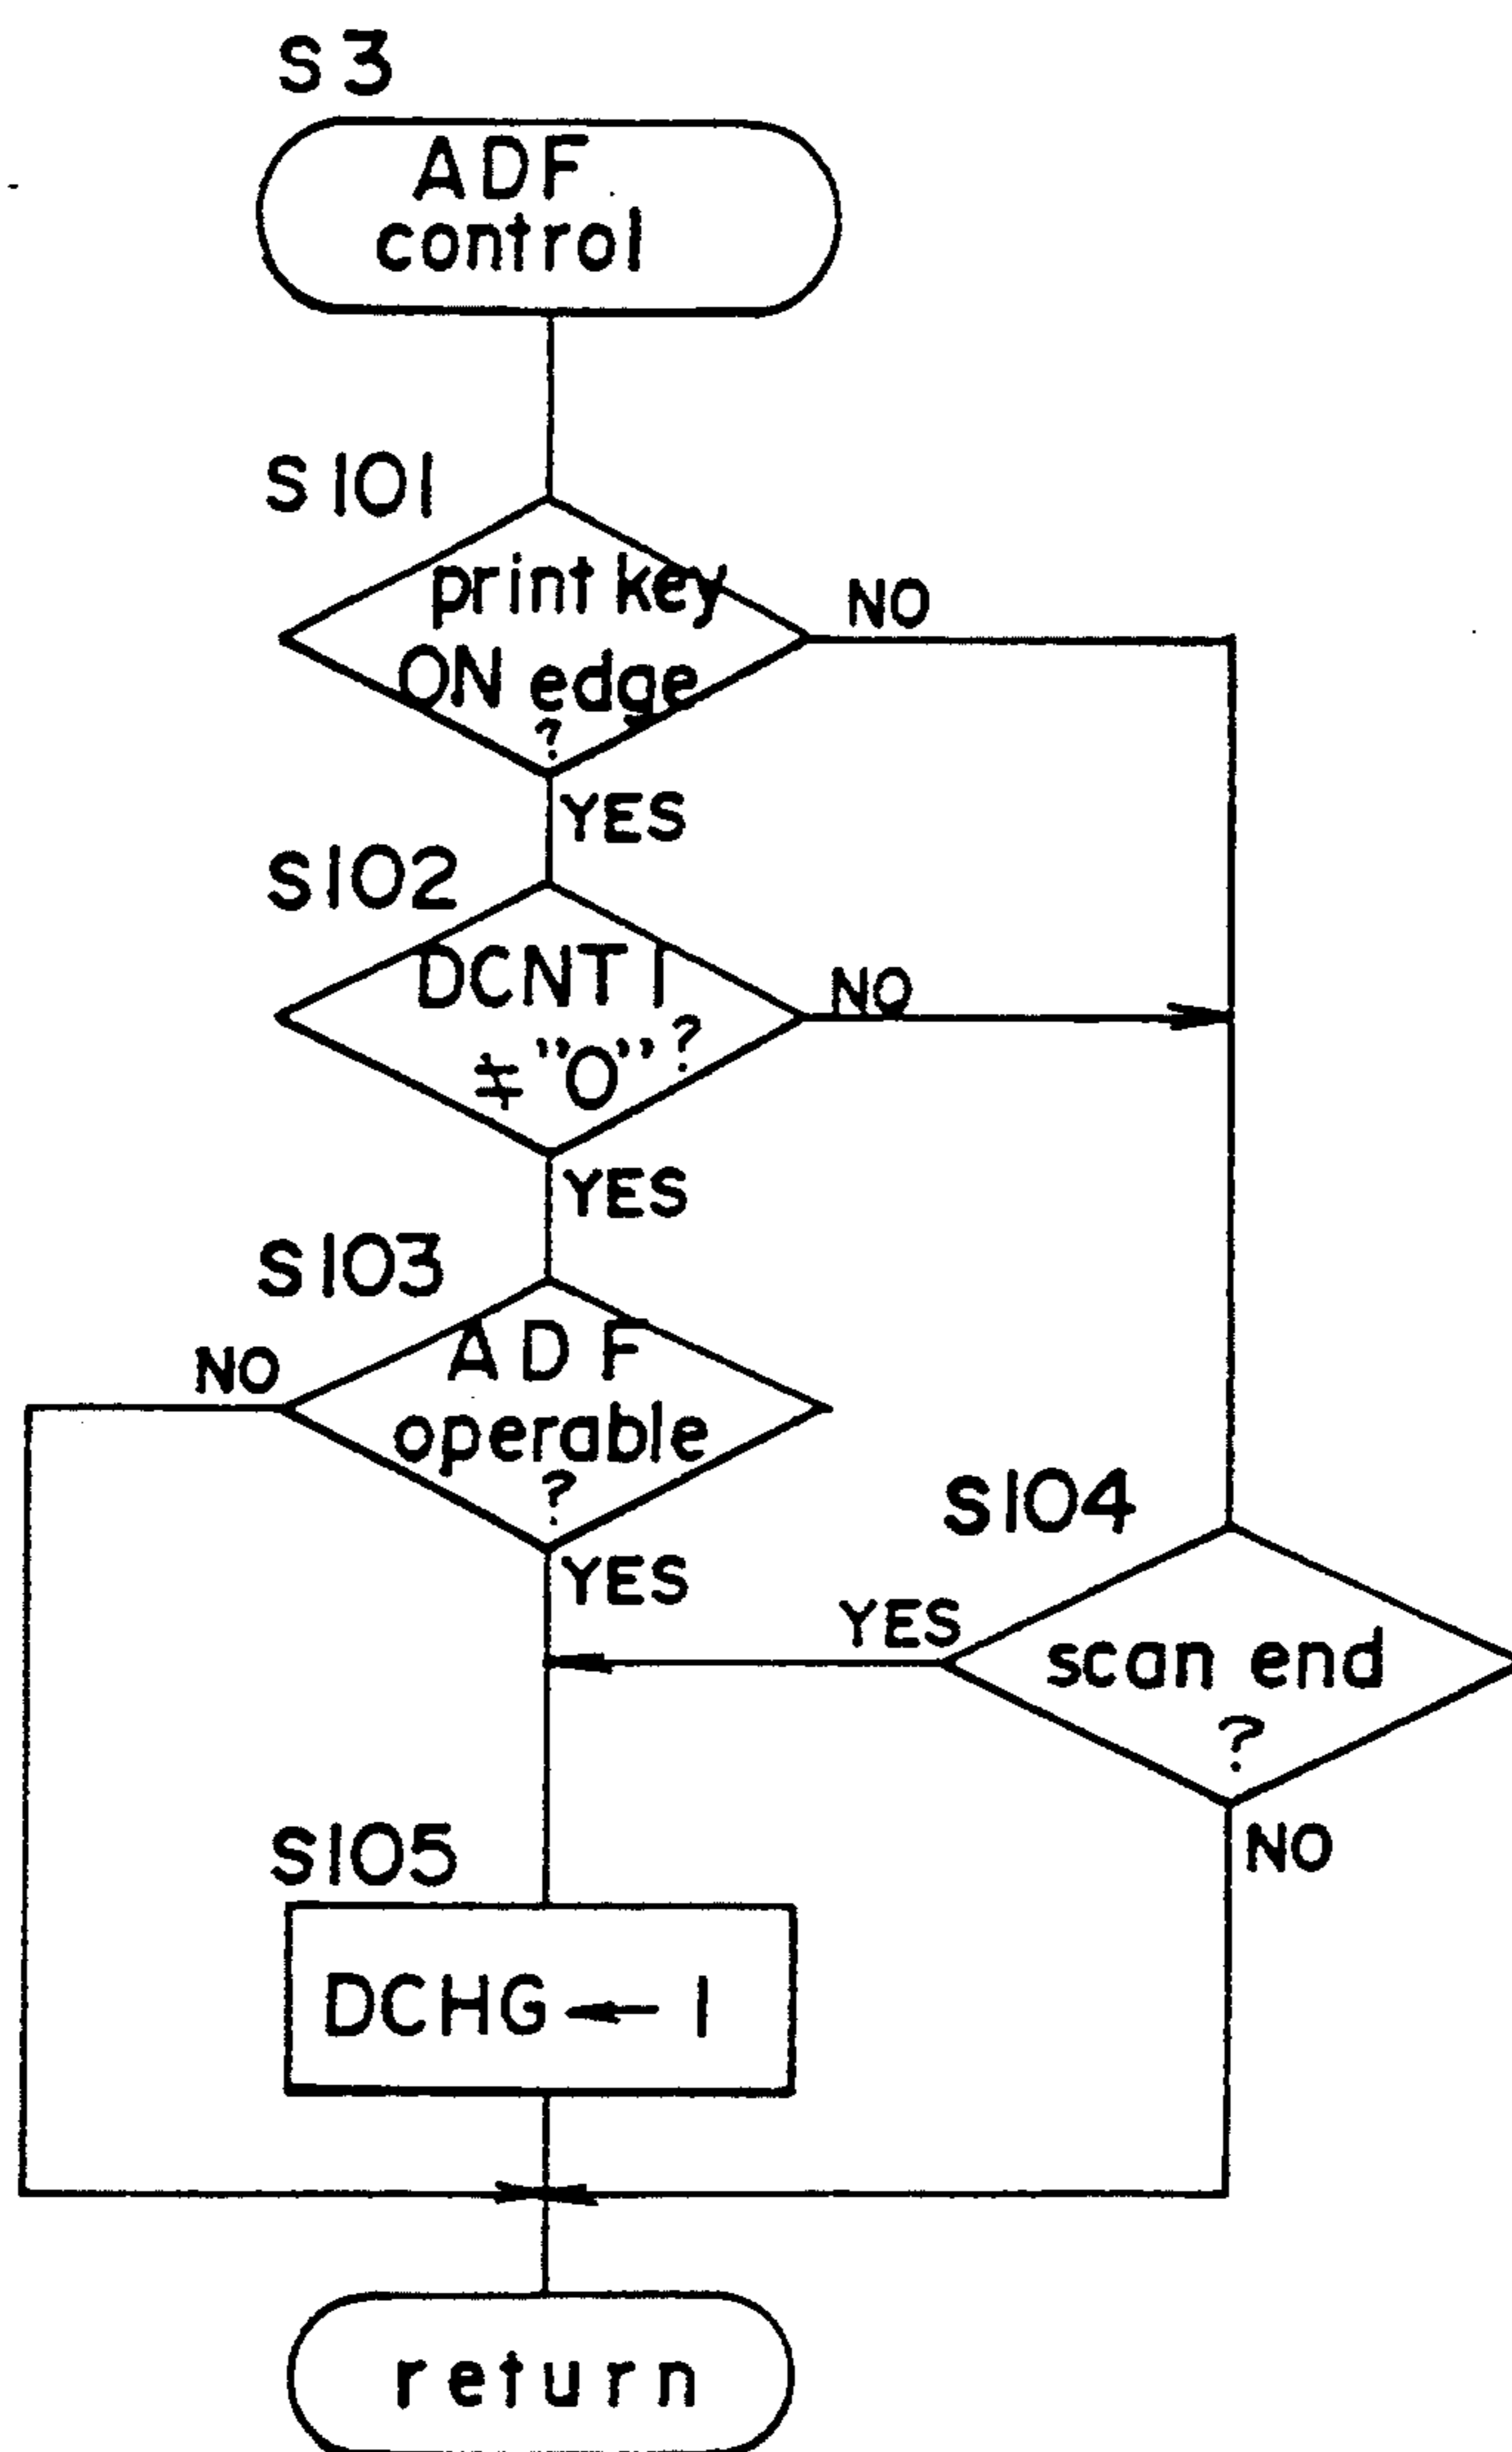 S3
ADF
control
S101
print key
ON edge
?
NO
YES
S102
DCNT1
≠"0"?
NO
YES
S103
ADF
operable
?
NO
YES
S104
scan end
?
YES
NO
S105
DCHG ← 1
return